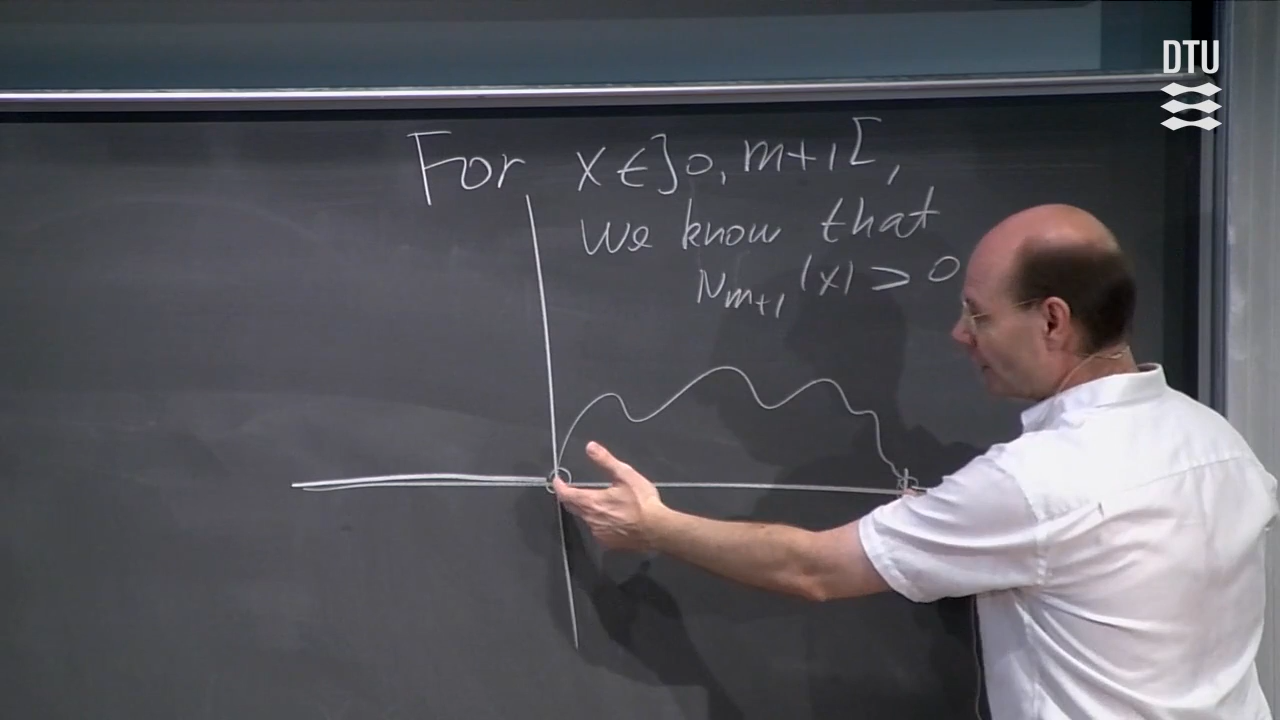 DTU
For x ∈ ]0, m+1[,
We know that
N_{m+1}(x) > 0